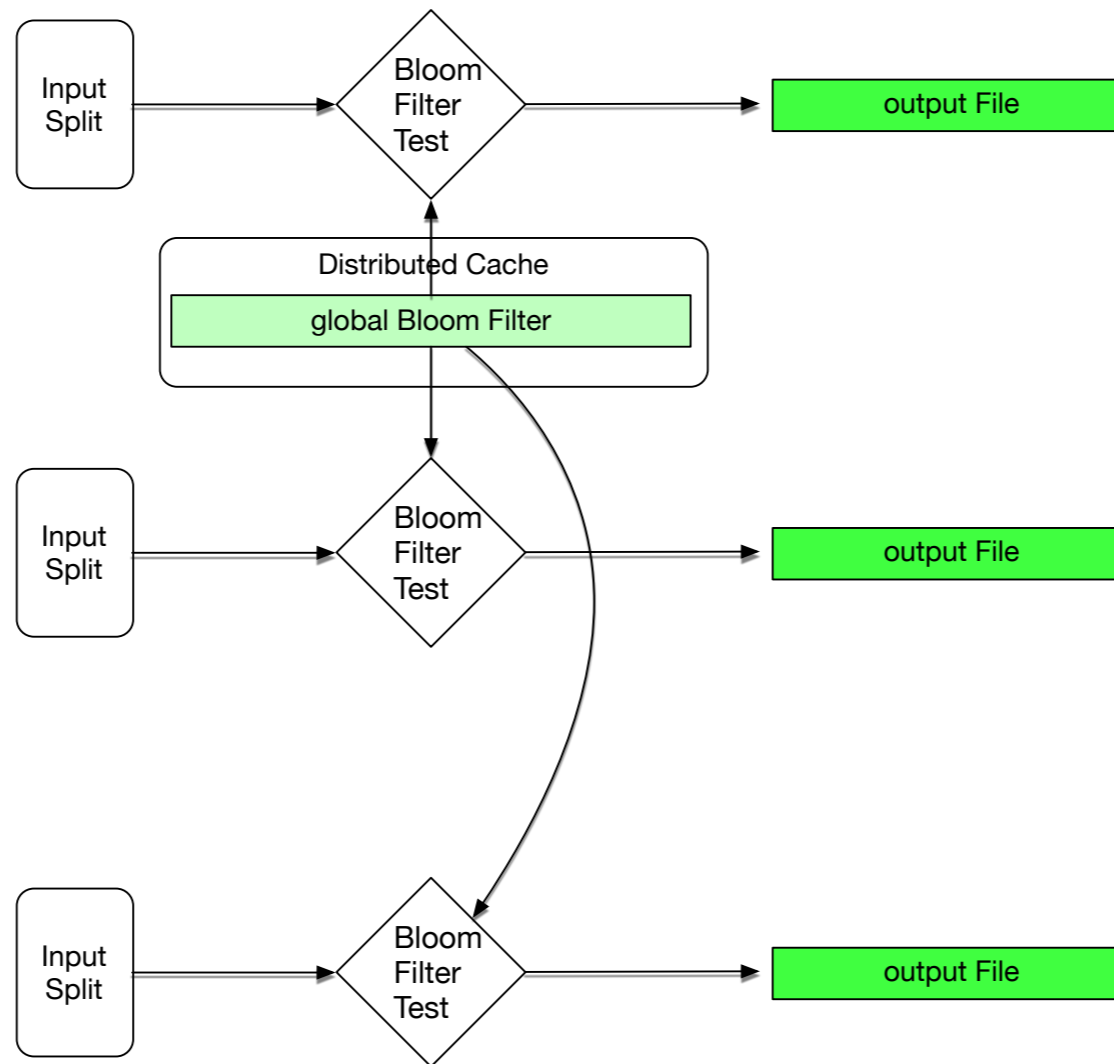 Input
Split
Bloom
Filter
Test
output File
Distributed Cache
global Bloom Filter
Input
Split
Bloom
Filter
Test
output File
Input
Split
Bloom
Filter
Test
output File